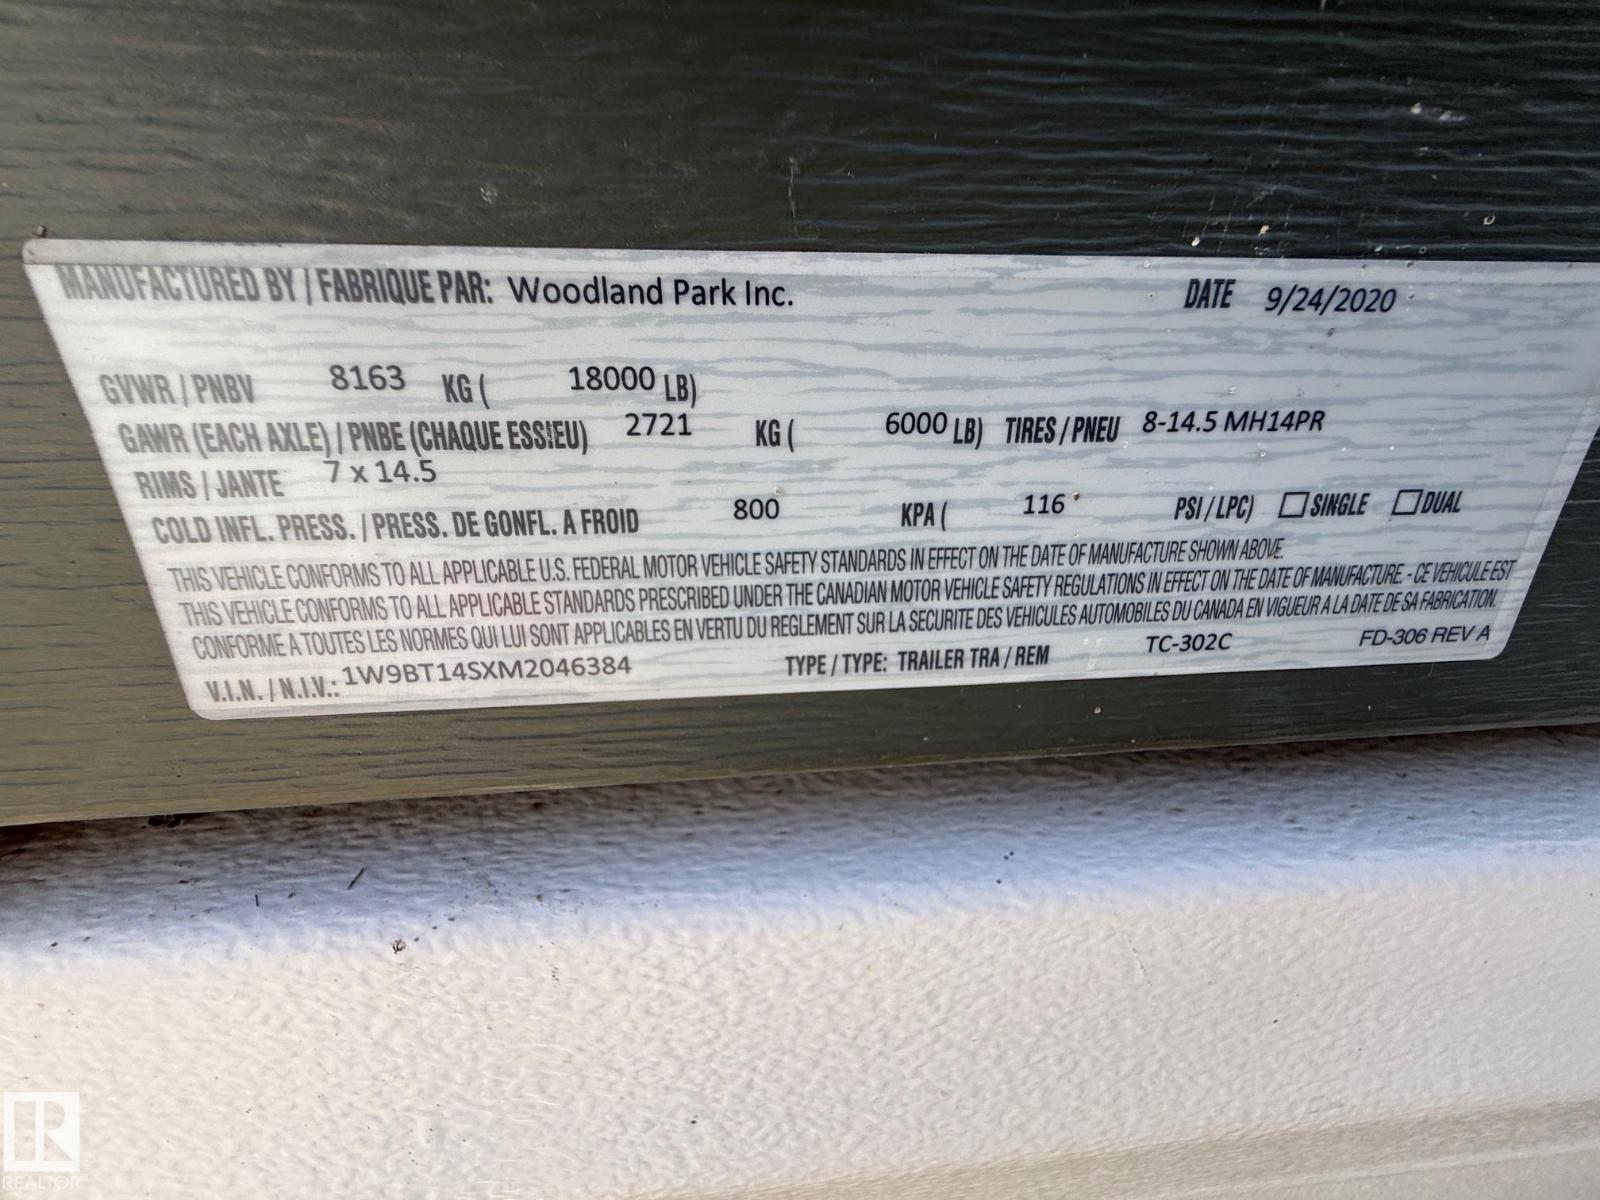 MANUFACTURED BY / FABRIQUE PAR: Woodland Park Inc. DATE 9/24/2020
GVWR / PNBV 8163 KG ( 18000 LB)
GAWR (EACH AXLE) / PNBE (CHAQUE ESSIEU) 2721 KG ( 6000 LB) TIRES / PNEU 8-14.5 MH14PR
RIMS / JANTE 7 x 14.5
COLD INFL. PRESS. / PRESS. DE GONFL. A FROID 800 KPA ( 116 PSI / LPC) SINGLE DUAL
THIS VEHICLE CONFORMS TO ALL APPLICABLE U.S. FEDERAL MOTOR VEHICLE SAFETY STANDARDS IN EFFECT ON THE DATE OF MANUFACTURE SHOWN ABOVE.
THIS VEHICLE CONFORMS TO ALL APPLICABLE STANDARDS PRESCRIBED UNDER THE CANADIAN MOTOR VEHICLE SAFETY REGULATIONS IN EFFECT ON THE DATE OF MANUFACTURE. - CE VEHICULE EST
CONFORME A TOUTES LES NORMES QUI LUI SONT APPLICABLES EN VERTU DU REGLEMENT SUR LA SECURITE DES VEHICULES AUTOMOBILES DU CANADA EN VIGUEUR A LA DATE DE SA FABRICATION.
V.I.N. / N.I.V.: 1W9BT14SXM2046384 TYPE / TYPE: TRAILER TRA / REM TC-302C FD-306 REV A
REALTOR